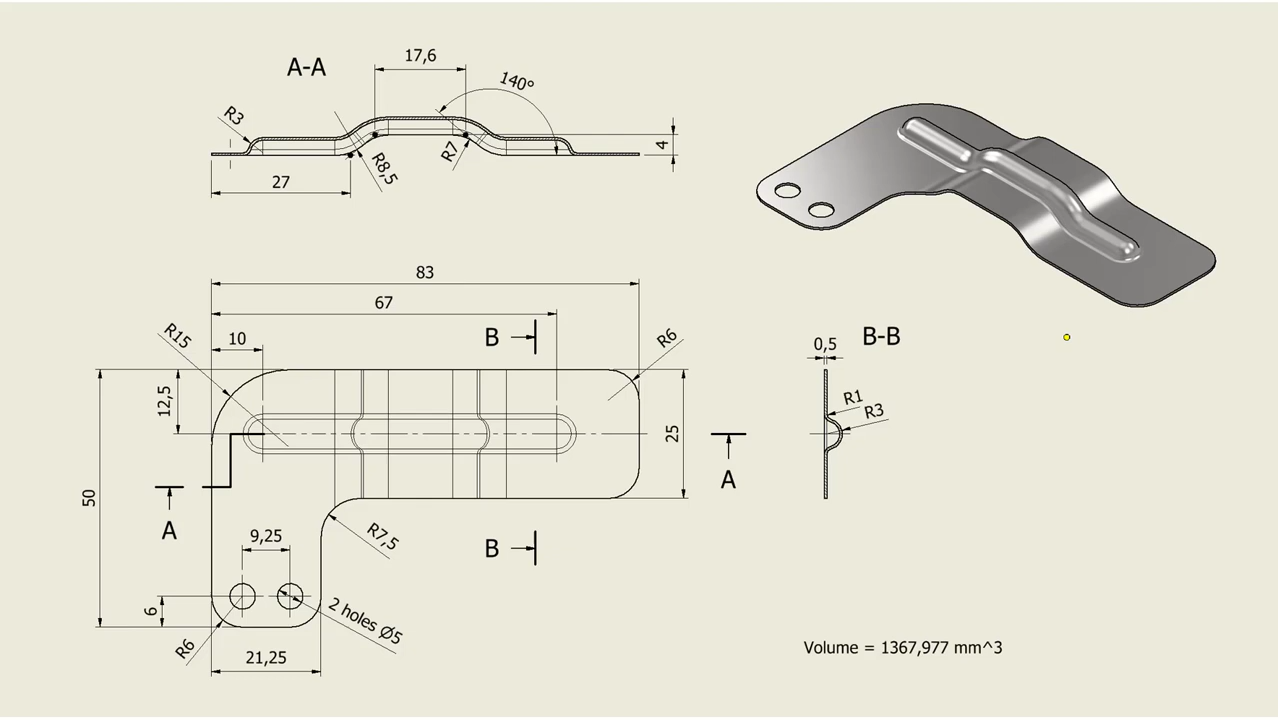 A-A
17,6
140°
R3
R8,5
R7
4
27
83
67
10
R15
B
R6
12,5
25
50
A
A
9,25
R7,5
B
6
2 holes Ø5
R6
21,25
B-B
0,5
R1
R3
Volume = 1367,977 mm^3